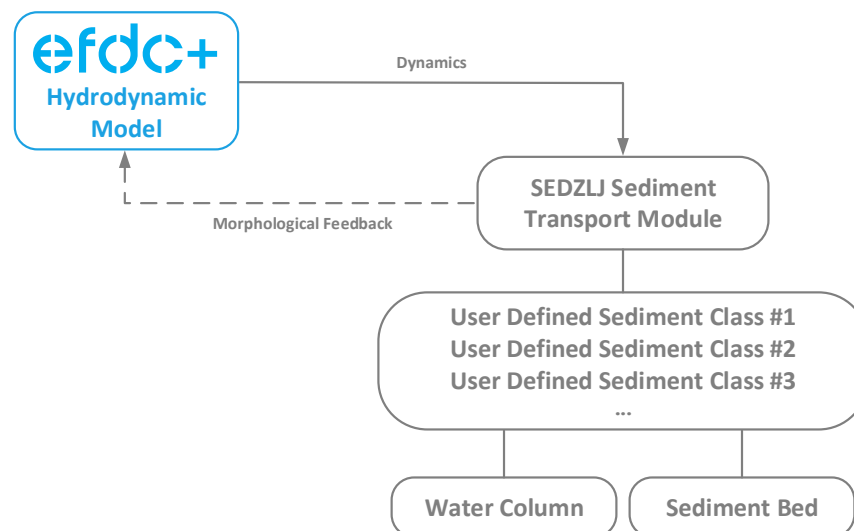 efdc+
Hydrodynamic
Model
Dynamics
SEDZLJ Sediment
Transport Module
Morphological Feedback
User Defined Sediment Class #1
User Defined Sediment Class #2
User Defined Sediment Class #3
...
Water Column
Sediment Bed